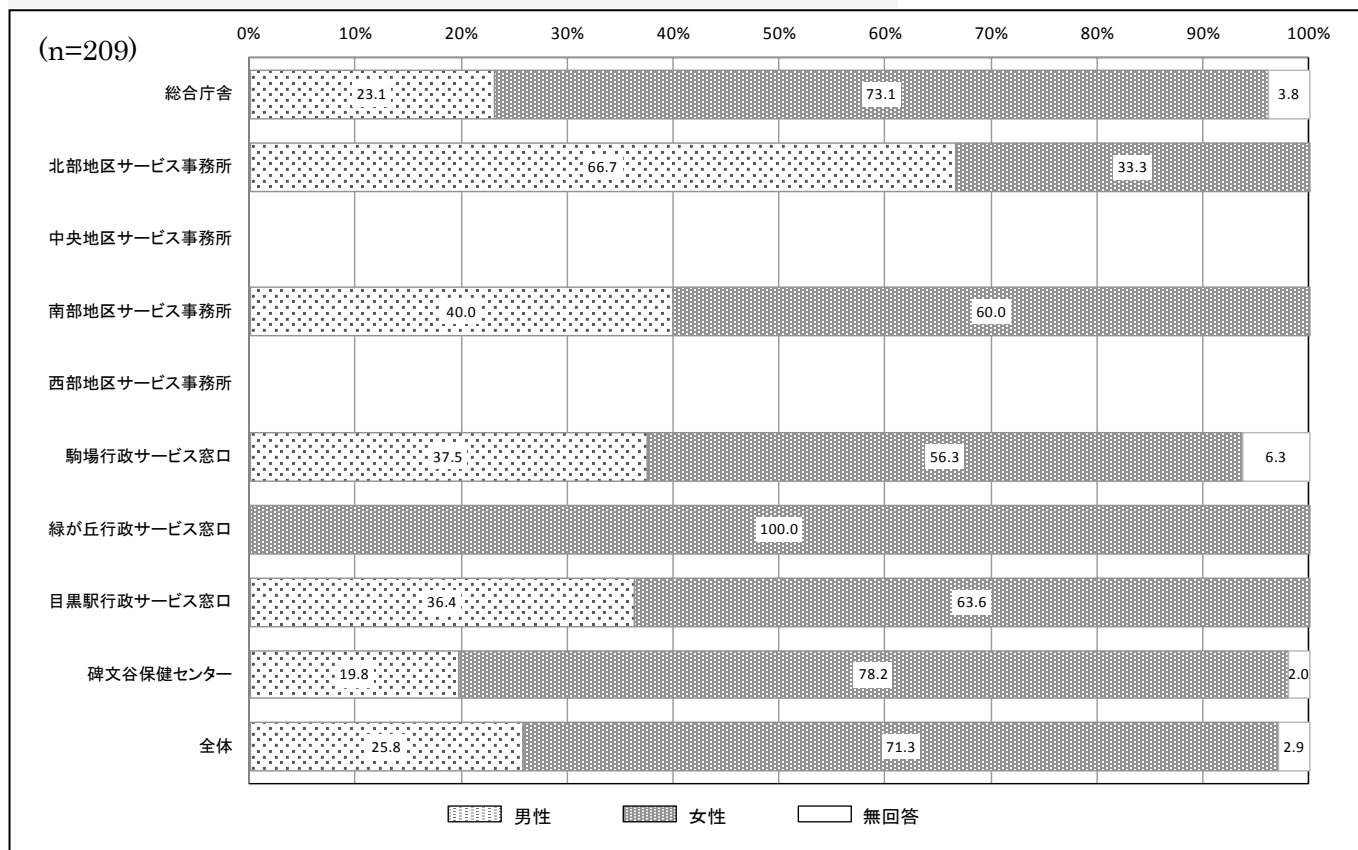 (n=209)
0% 10% 20% 30% 40% 50% 60% 70% 80% 90% 100%
総合庁舎 23.1 73.1 3.8
北部地区サービス事務所 66.7 33.3
中央地区サービス事務所
南部地区サービス事務所 40.0 60.0
西部地区サービス事務所
駒場行政サービス窓口 37.5 56.3 6.3
緑が丘行政サービス窓口 100.0
目黒駅行政サービス窓口 36.4 63.6
碑文谷保健センター 19.8 78.2 2.0
全体 25.8 71.3 2.9
男性 女性 無回答